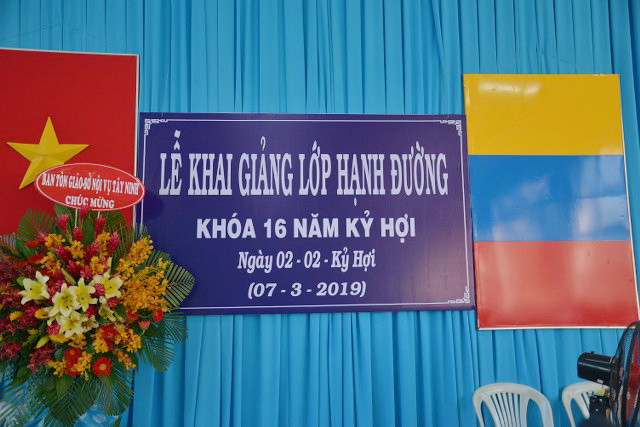 LỄ KHAI GIẢNG LỚP HẠNH ĐƯỜNG
KHÓA 16 NĂM KỶ HỢI
Ngày 02 - 02 - Kỷ Hợi
(07 - 3 - 2019)
BAN TÔN GIÁO-SỞ NỘI VỤ TÂY NINH
CHÚC MỪNG